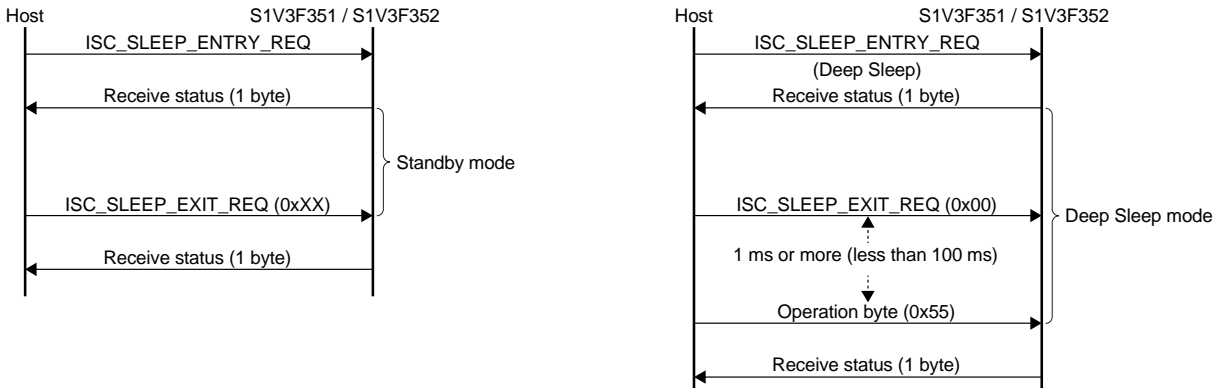 Host S1V3F351 / S1V3F352
ISC_SLEEP_ENTRY_REQ
Receive status (1 byte)
Standby mode
ISC_SLEEP_EXIT_REQ (0xXX)
Receive status (1 byte)
Host S1V3F351 / S1V3F352
ISC_SLEEP_ENTRY_REQ
(Deep Sleep)
Receive status (1 byte)
ISC_SLEEP_EXIT_REQ (0x00)
Deep Sleep mode
1 ms or more (less than 100 ms)
Operation byte (0x55)
Receive status (1 byte)